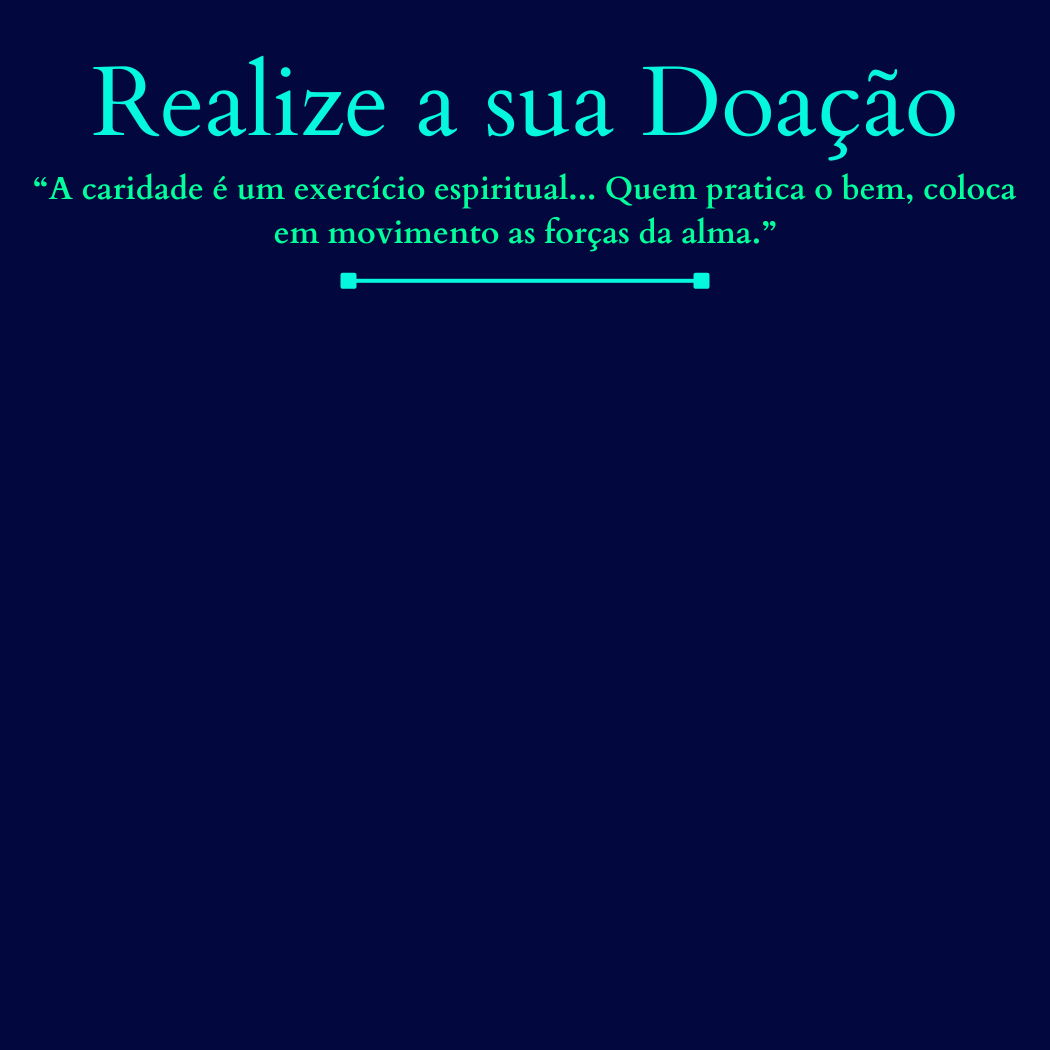 Realize a sua Doação
“A caridade é um exercício espiritual... Quem pratica o bem, coloca
em movimento as forças da alma.”